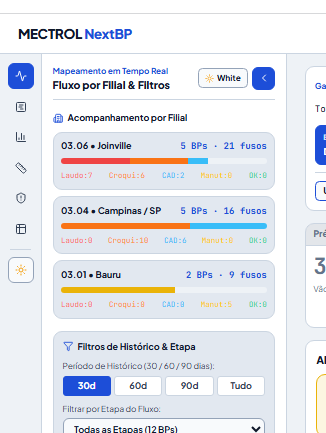 MECTROL NextBP
Mapeamento em Tempo Real
Fluxo por Filial & Filtros
White
Acompanhamento por Filial
03.06 • Joinville 5 BPs · 21 fusos
Laudo:7 Croqui:6 CAD:2 Manut:0 OK:0
03.04 • Campinas / SP 5 BPs · 16 fusos
Laudo:0 Croqui:10 CAD:6 Manut:0 OK:0
03.01 • Bauru 2 BPs · 9 fusos
Laudo:0 Croqui:0 CAD:0 Manut:5 OK:0
Filtros de Histórico & Etapa
Período de Histórico (30 / 60 / 90 dias):
30d 60d 90d Tudo
Filtrar por Etapa do Fluxo:
Todas as Etapas (12 BPs)
Ga
To
Pré
3
Vão
Al